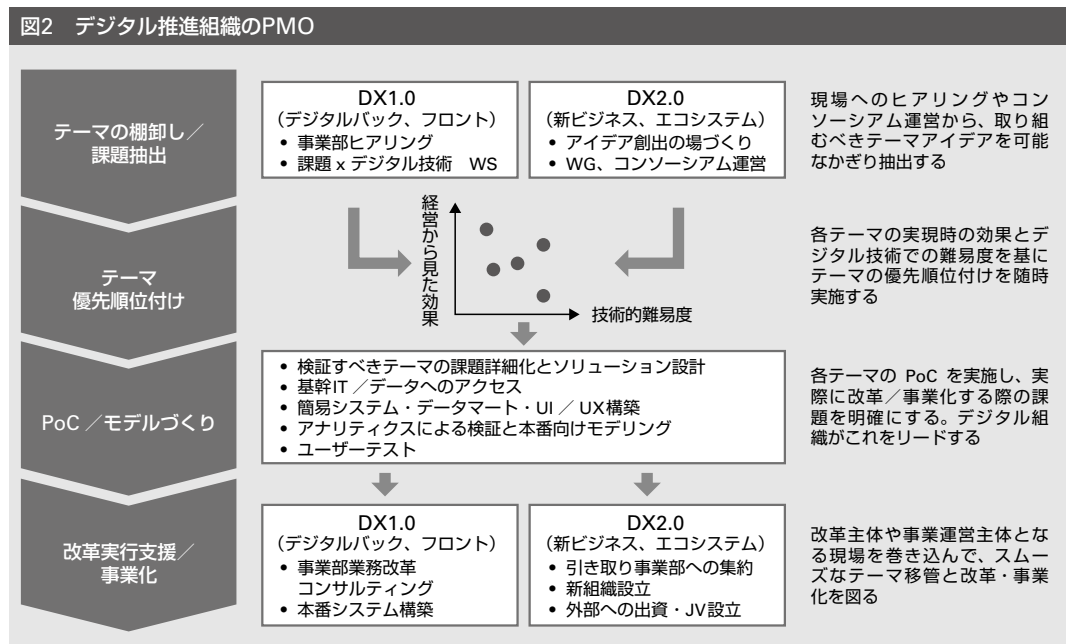 図2 デジタル推進組織のPMO
テーマの棚卸し／
課題抽出
DX1.0
（デジタルバック、フロント）
• 事業部ヒアリング
• 課題 x デジタル技術　WS
DX2.0
（新ビジネス、エコシステム）
• アイデア創出の場づくり
• WG、コンソーシアム運営
現場へのヒアリングやコン
ソーシアム運営から、取り組
むべきテーマアイデアを可能
なかぎり抽出する
テーマ
優先順位付け
経営から見た効果
技術的難易度
各テーマの実現時の効果とデ
ジタル技術での難易度を基に
テーマの優先順位付けを随時
実施する
PoC ／モデルづくり
• 検証すべきテーマの課題詳細化とソリューション設計
• 基幹IT ／データへのアクセス
• 簡易システム・データマート・UI ／ UX構築
• アナリティクスによる検証と本番向けモデリング
• ユーザーテスト
各テーマの PoC を実施し、実
際に改革／事業化する際の課
題を明確にする。デジタル組
織がこれをリードする
改革実行支援／
事業化
DX1.0
（デジタルバック、フロント）
• 事業部業務改革
コンサルティング
• 本番システム構築
DX2.0
（新ビジネス、エコシステム）
• 引き取り事業部への集約
• 新組織設立
• 外部への出資・JV設立
改革主体や事業運営主体とな
る現場を巻き込んで、スムー
ズなテーマ移管と改革・事業
化を図る